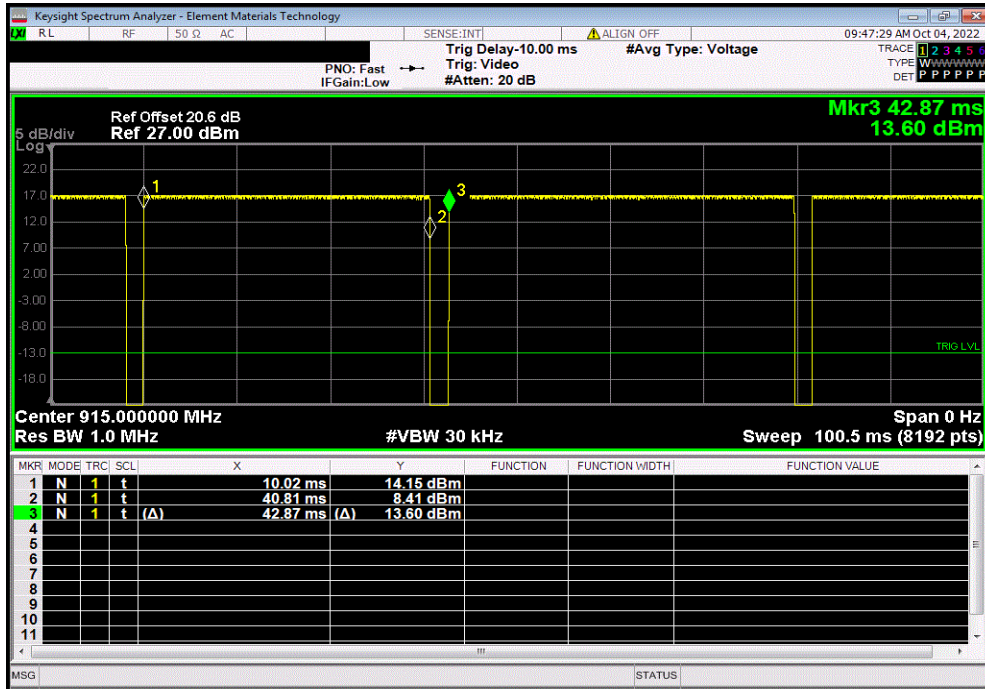 Keysight Spectrum Analyzer - Element Materials Technology
LXI RL RF 50 Ω AC SENSE:INT ALIGN OFF 09:47:29 AM Oct 04, 2022
Trig Delay-10.00 ms #Avg Type: Voltage TRACE 1 2 3 4 5 6
PNO: Fast Trig: Video TYPE WWWWWW
IFGain:Low #Atten: 20 dB DET P P P P P P
Mkr3 42.87 ms
13.60 dBm
Ref Offset 20.6 dB
5 dB/div Ref 27.00 dBm
Log
22.0
17.0
12.0
7.00
2.00
-3.00
-8.00
-13.0
-18.0
1
2
3
TRIG LVL
Center 915.000000 MHz Span 0 Hz
Res BW 1.0 MHz #VBW 30 kHz Sweep 100.5 ms (8192 pts)
MKR MODE TRC SCL X Y FUNCTION FUNCTION WIDTH FUNCTION VALUE
1 N 1 t 10.02 ms 14.15 dBm
2 N 1 t 40.81 ms 8.41 dBm
3 N 1 t (Δ) 42.87 ms (Δ) 13.60 dBm
4
5
6
7
8
9
10
11
MSG STATUS